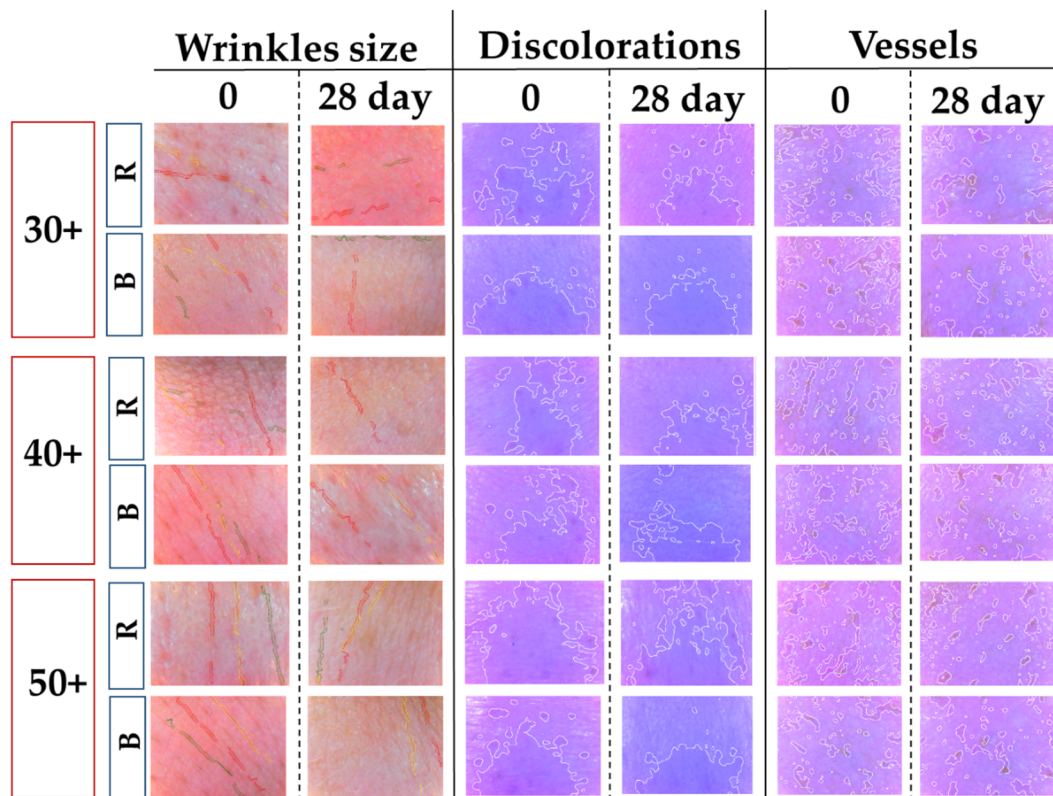 Wrinkles size Discolorations Vessels
0 28 day 0 28 day 0 28 day
30+
R
B
40+
R
B
50+
R
B